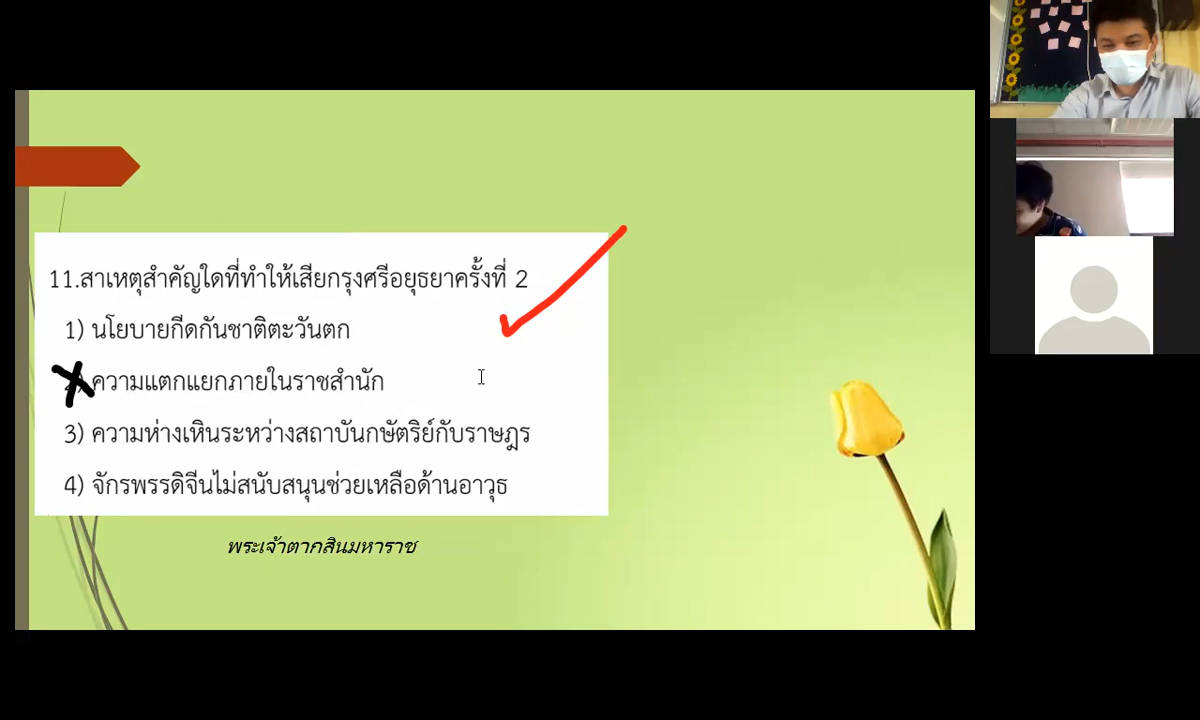 11.สาเหตุสำคัญใดที่ทำให้เสียกรุงศรีอยุธยาครั้งที่ 2
1) นโยบายกีดกันชาติตะวันตก
2) ความแตกแยกภายในราชสำนัก
3) ความห่างเหินระหว่างสถาบันกษัตริย์กับราษฎร
4) จักรพรรดิจีนไม่สนับสนุนช่วยเหลือด้านอาวุธ
พระเจ้าตากสินมหาราช